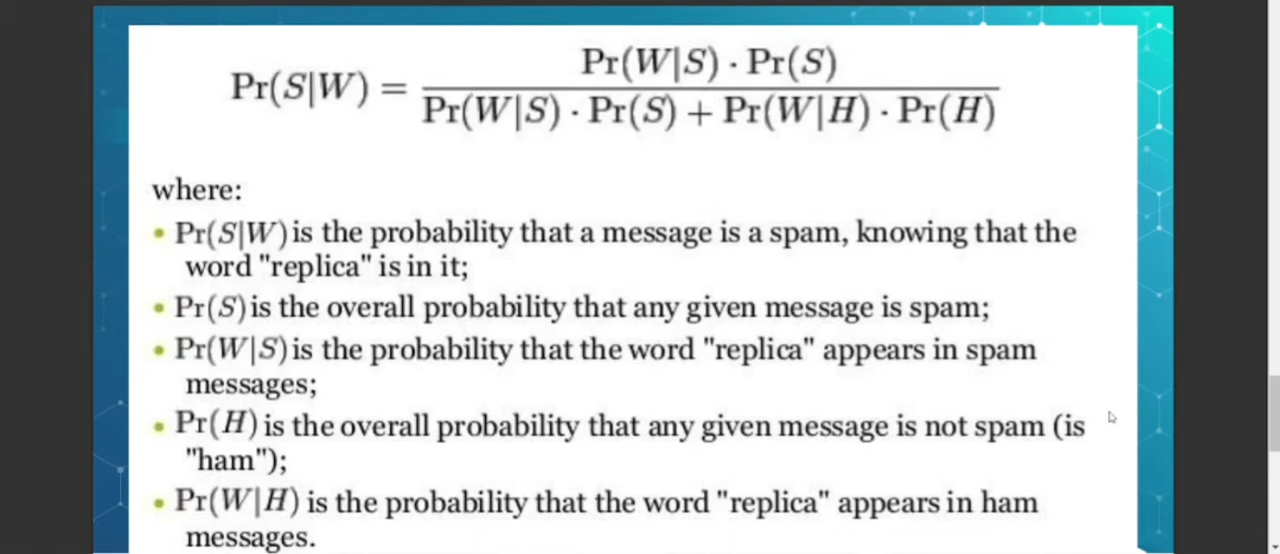 Pr(S|W) = Pr(W|S) · Pr(S) / Pr(W|S) · Pr(S) + Pr(W|H) · Pr(H)
where:
• Pr(S|W) is the probability that a message is a spam, knowing that the
word "replica" is in it;
• Pr(S) is the overall probability that any given message is spam;
• Pr(W|S) is the probability that the word "replica" appears in spam
messages;
• Pr(H) is the overall probability that any given message is not spam (is
"ham");
• Pr(W|H) is the probability that the word "replica" appears in ham
messages.